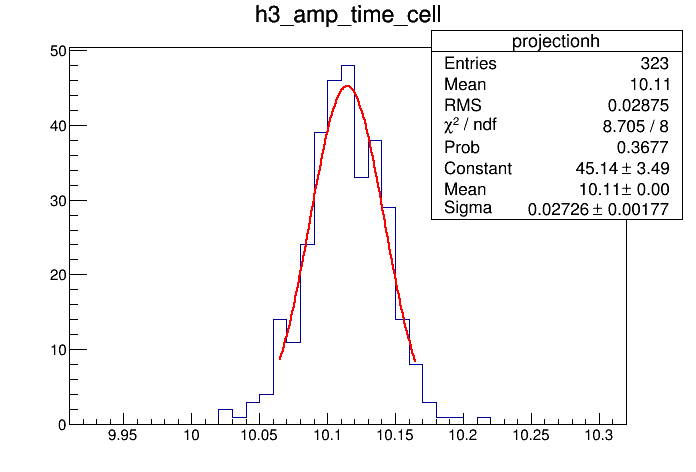 h3_amp_time_cell
projectionh
Entries 323
Mean 10.11
RMS 0.02875
χ² / ndf 8.705 / 8
Prob 0.3677
Constant 45.14 ± 3.49
Mean 10.11 ± 0.00
Sigma 0.02726 ± 0.00177
50
40
30
20
10
0
9.95 10 10.05 10.1 10.15 10.2 10.25 10.3